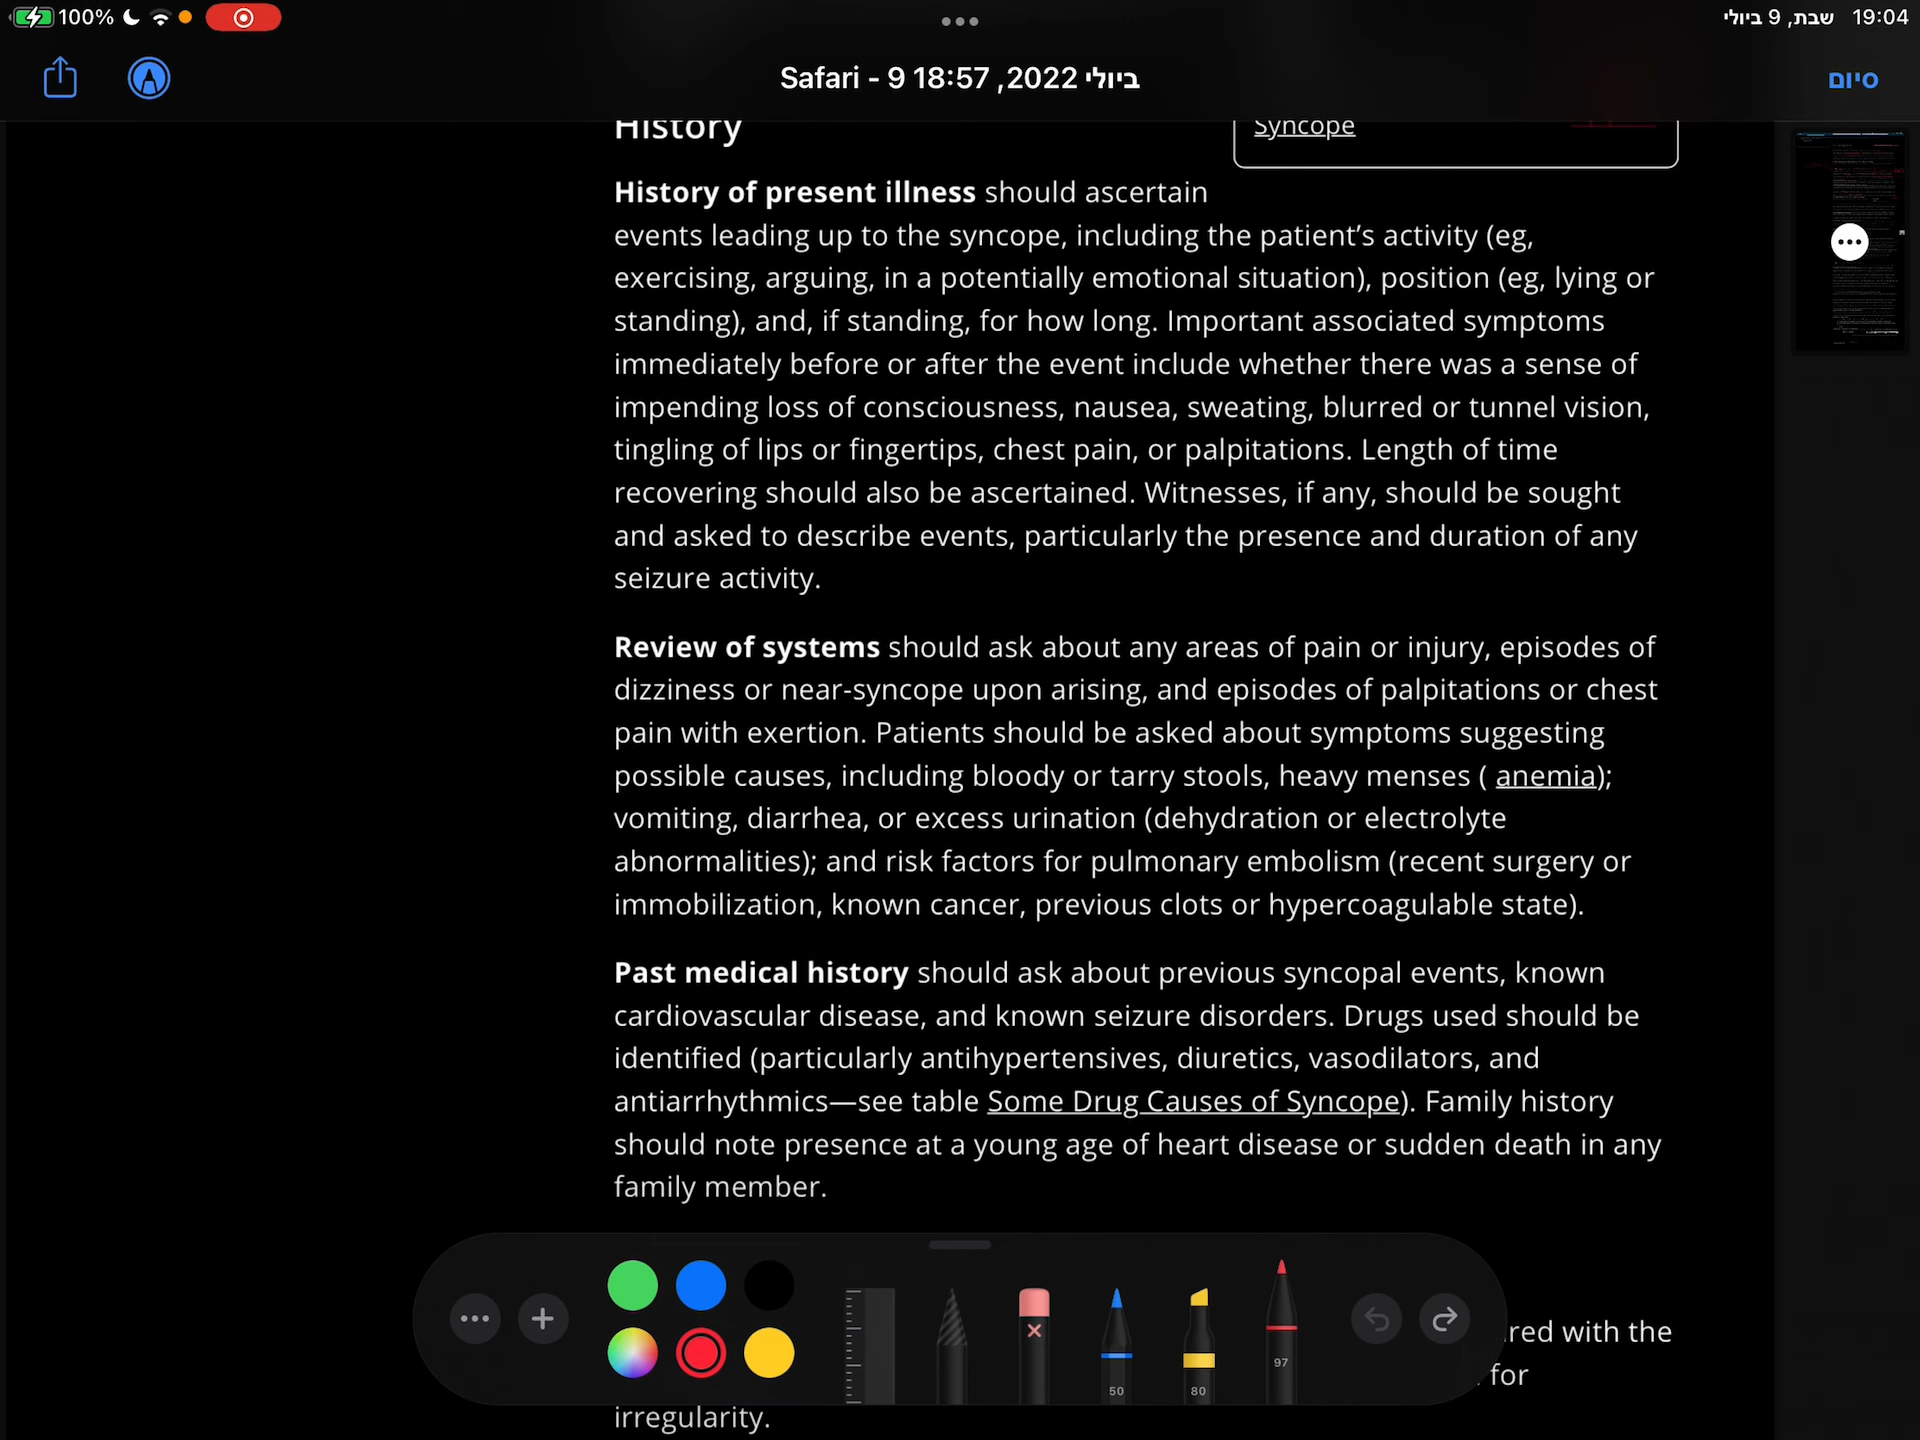 100%
שבת, 9 ביולי 19:04
Safari - 9 ביולי 2022, 18:57
סיום
History
Syncope
History of present illness should ascertain
events leading up to the syncope, including the patient’s activity (eg,
exercising, arguing, in a potentially emotional situation), position (eg, lying or
standing), and, if standing, for how long. Important associated symptoms
immediately before or after the event include whether there was a sense of
impending loss of consciousness, nausea, sweating, blurred or tunnel vision,
tingling of lips or fingertips, chest pain, or palpitations. Length of time
recovering should also be ascertained. Witnesses, if any, should be sought
and asked to describe events, particularly the presence and duration of any
seizure activity.
Review of systems should ask about any areas of pain or injury, episodes of
dizziness or near-syncope upon arising, and episodes of palpitations or chest
pain with exertion. Patients should be asked about symptoms suggesting
possible causes, including bloody or tarry stools, heavy menses ( anemia);
vomiting, diarrhea, or excess urination (dehydration or electrolyte
abnormalities); and risk factors for pulmonary embolism (recent surgery or
immobilization, known cancer, previous clots or hypercoagulable state).
Past medical history should ask about previous syncopal events, known
cardiovascular disease, and known seizure disorders. Drugs used should be
identified (particularly antihypertensives, diuretics, vasodilators, and
antiarrhythmics—see table Some Drug Causes of Syncope). Family history
should note presence at a young age of heart disease or sudden death in any
family member.
with the
for
irregularity.
50
80
97